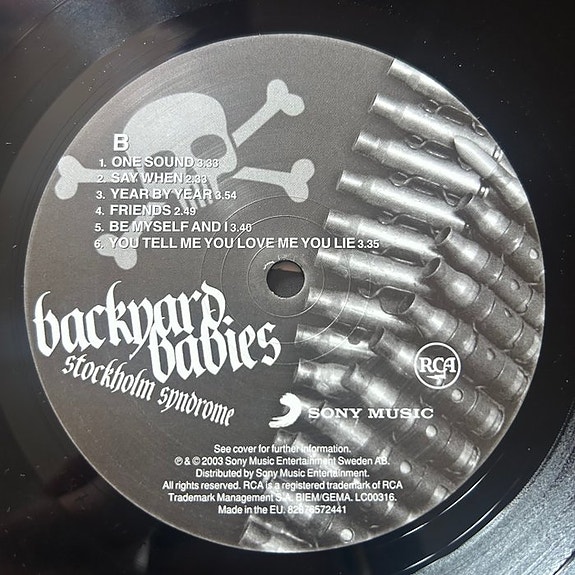 B
1. ONE SOUND 3.33
2. SAY WHEN 2.33
3. YEAR BY YEAR 3.54
4. FRIENDS 2.49
5. BE MYSELF AND I 3.40
6. YOU TELL ME YOU LOVE ME YOU LIE 3.35
backyard
babies
stockholm syndrome
RCA
SONY MUSIC
See cover for further information.
℗ & © 2003 Sony Music Entertainment Sweden AB.
Distributed by Sony Music Entertainment.
All rights reserved. RCA is a registered trademark of RCA
Trademark Management S.A. BIEM/GEMA. LC00316.
Made in the EU. 82876572441